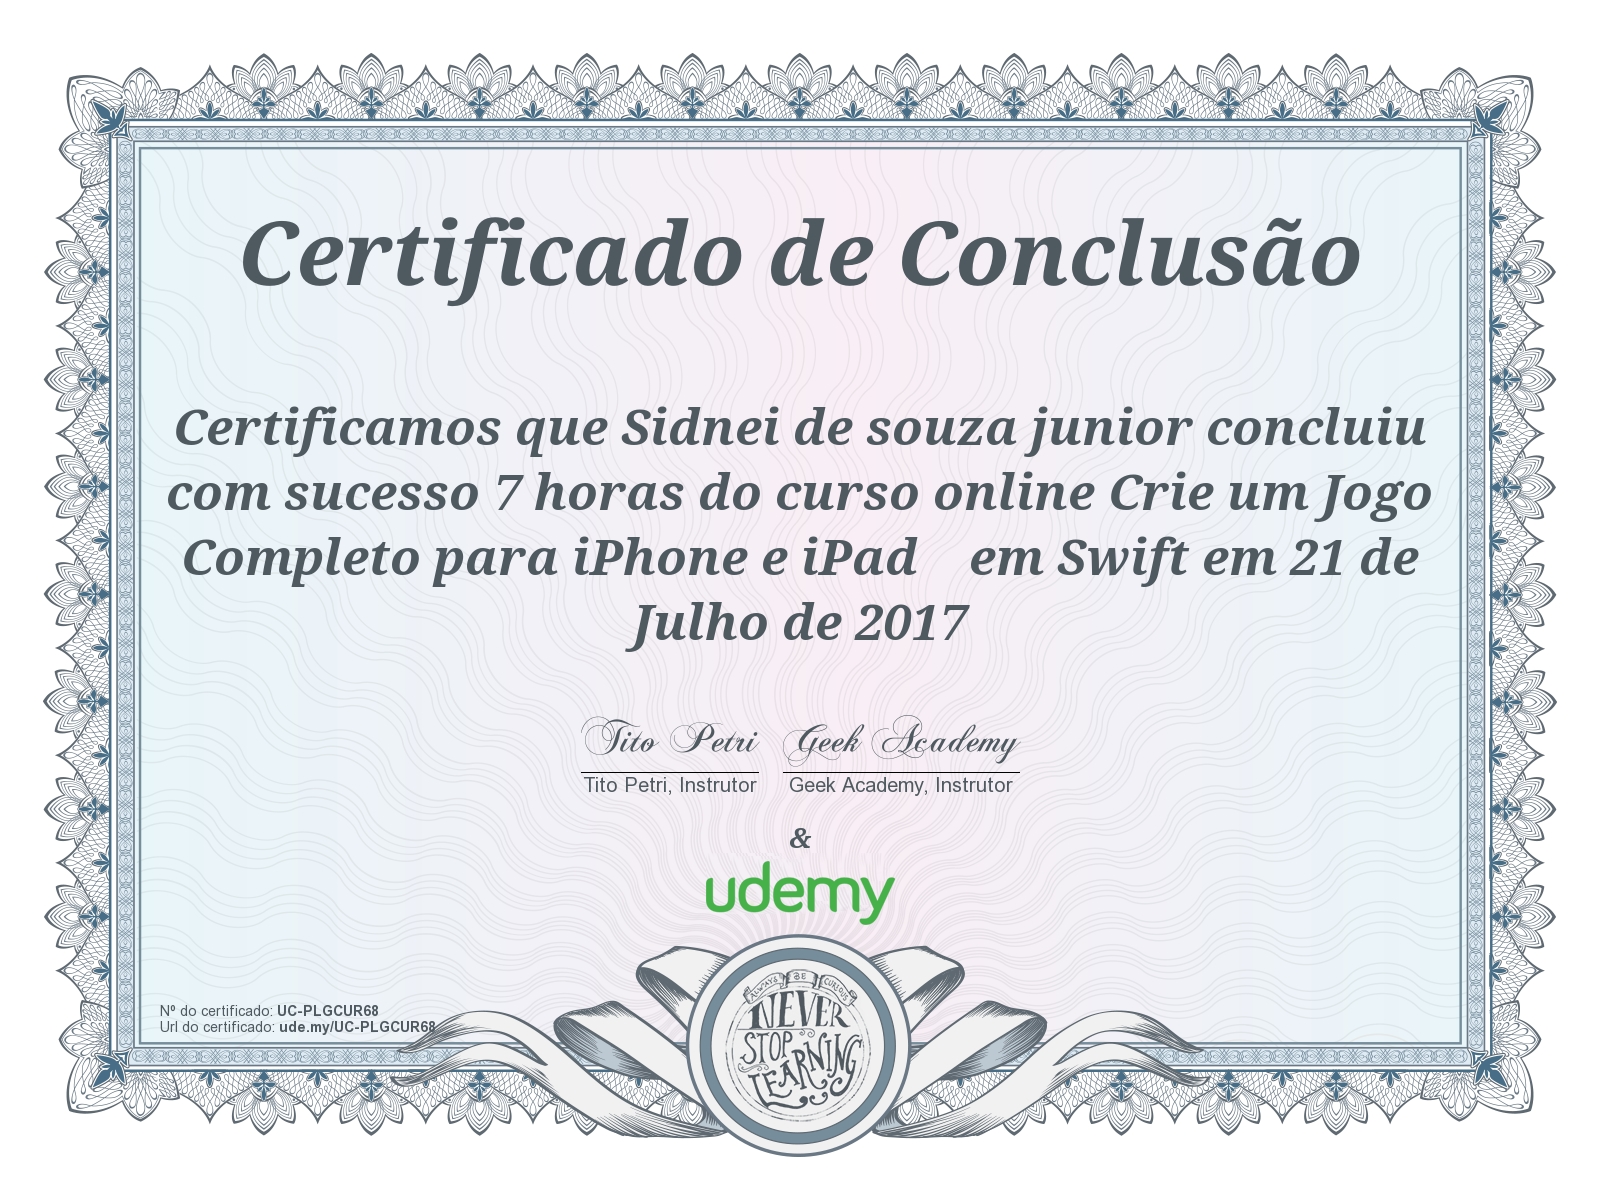 Certificado de Conclusão
Certificamos que Sidnei de souza junior concluiu
com sucesso 7 horas do curso online Crie um Jogo
Completo para iPhone e iPad em Swift em 21 de
Julho de 2017
Tito Petri Geek Academy
Tito Petri, Instrutor Geek Academy, Instrutor
&
udemy
ALWAYS BE CURIOUS
NEVER
STOP
LEARNING
Nº do certificado: UC-PLGCUR68
Url do certificado: ude.my/UC-PLGCUR68